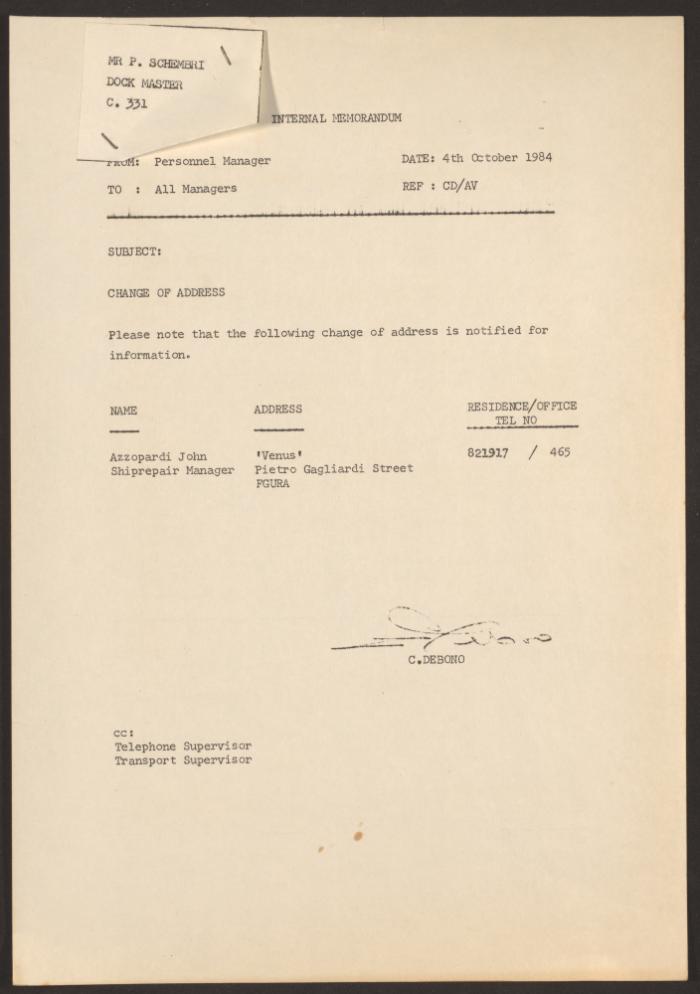 MR P. SCHEMBRI
DOCK MASTER
C. 331
INTERNAL MEMORANDUM
FROM: Personnel Manager DATE: 4th October 1984
TO : All Managers REF : CD/AV
SUBJECT:
CHANGE OF ADDRESS
Please note that the following change of address is notified for
information.
NAME ADDRESS RESIDENCE/OFFICE
TEL NO
Azzopardi John 'Venus' 821917 / 465
Shiprepair Manager Pietro Gagliardi Street
FGURA
C.DEBONO
cc:
Telephone Supervisor
Transport Supervisor